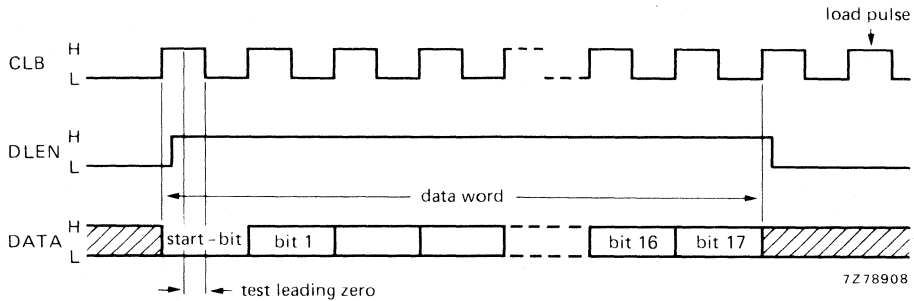 load pulse
CLB H
L
DLEN H
L
data word
DATA H
L
start-bit bit 1 bit 16 bit 17
7Z78908
test leading zero